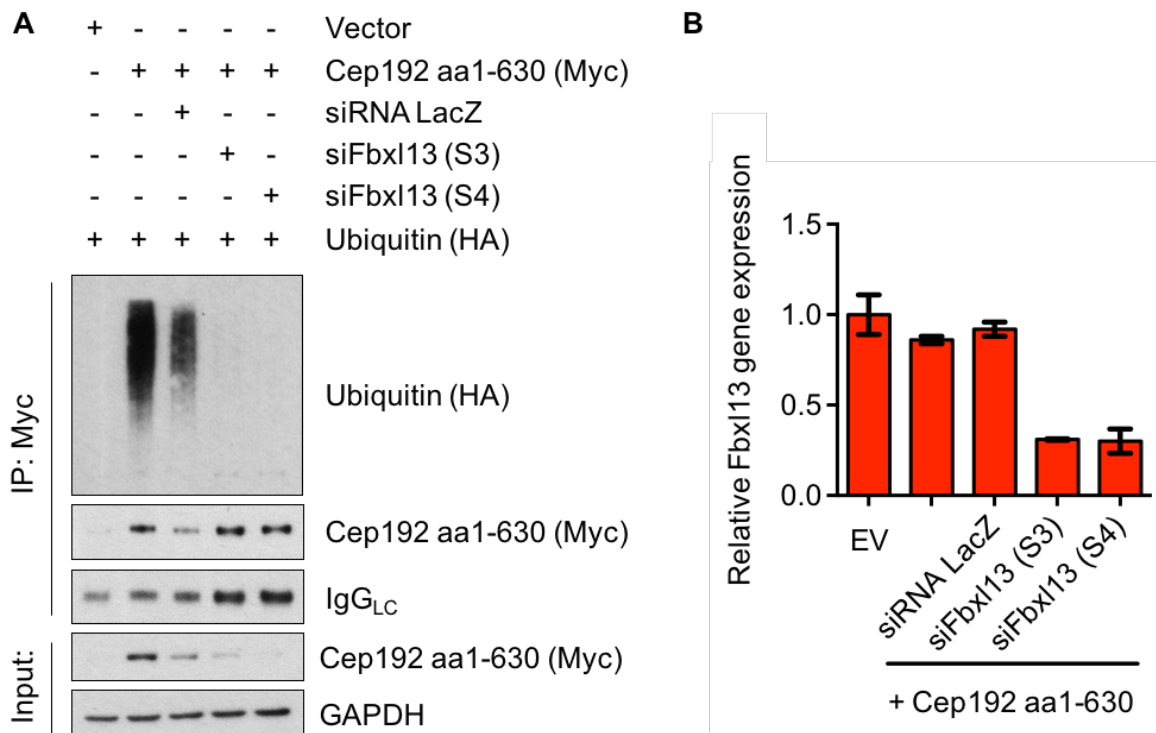 A
+ - - - - Vector
- + + + + Cep192 aa1-630 (Myc)
- - + - - siRNA LacZ
- - - + - siFbxl13 (S3)
- - - - + siFbxl13 (S4)
+ + + + + Ubiquitin (HA)
IP: Myc
Ubiquitin (HA)
Cep192 aa1-630 (Myc)
IgGLC
Input:
Cep192 aa1-630 (Myc)
GAPDH
B
Relative Fbxl13 gene expression
1.5
1.0
0.5
0.0
EV
siRNA LacZ
siFbxl13 (S3)
siFbxl13 (S4)
+ Cep192 aa1-630